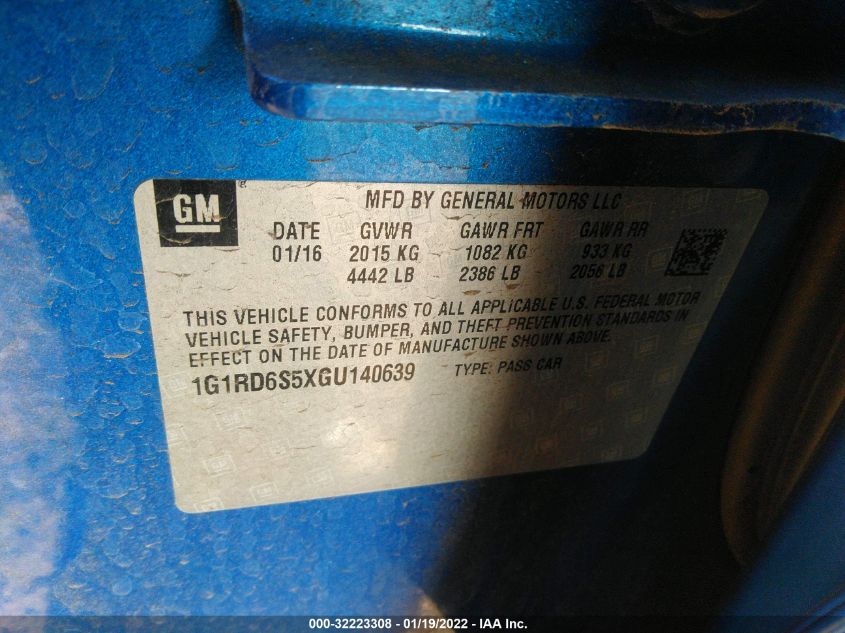 GM
MFD BY GENERAL MOTORS LLC
DATE GVWR GAWR FRT GAWR RR
01/16 2015 KG 1082 KG 933 KG
4442 LB 2386 LB 2056 LB
THIS VEHICLE CONFORMS TO ALL APPLICABLE U.S. FEDERAL MOTOR
VEHICLE SAFETY, BUMPER, AND THEFT PREVENTION STANDARDS IN
EFFECT ON THE DATE OF MANUFACTURE SHOWN ABOVE.
1G1RD6S5XGU140639 TYPE: PASS CAR
000-32223308 - 01/19/2022 - IAA Inc.